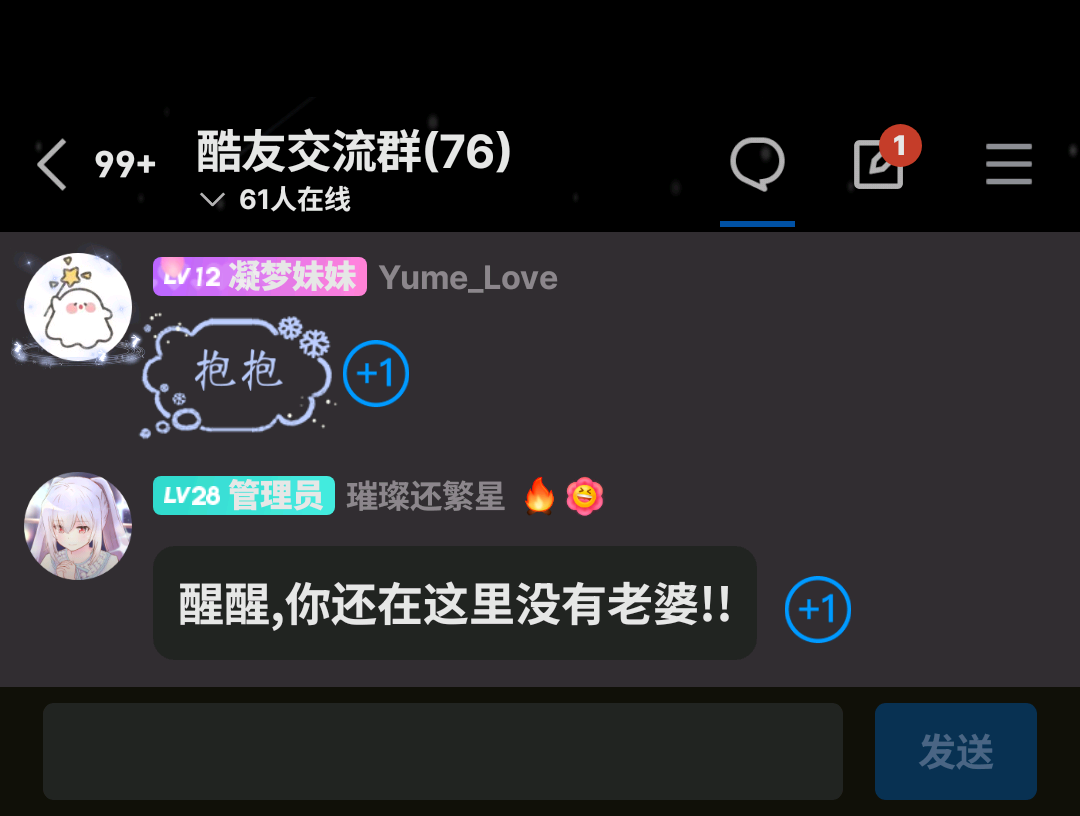 99+
酷友交流群(76)
61人在线
1
LV12 凝梦妹妹 Yume_Love
抱抱
+1
LV28 管理员 璀璨还繁星
醒醒,你还在这里没有老婆!!
+1
发送